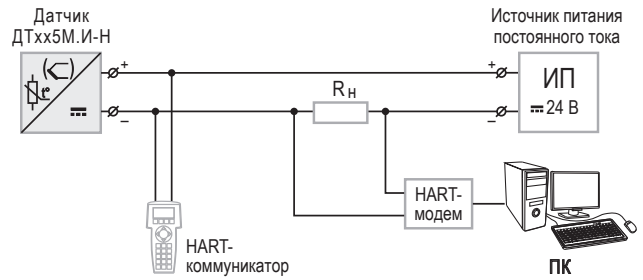 Датчик
ДТхх5М.И-Н
Источник питания
постоянного тока
+
–
t°
+
–
R н
ИП
24 В
HART-
модем
HART-
коммуникатор
ПК